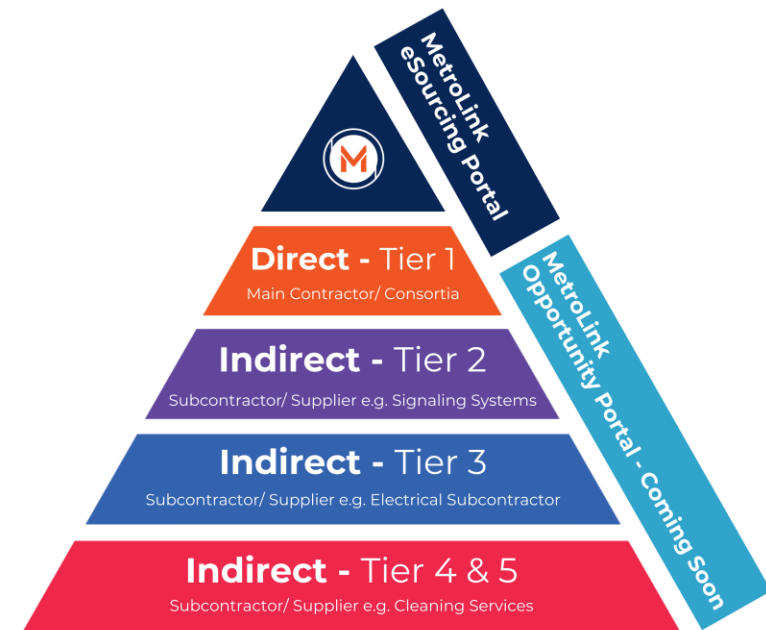 M
MetroLink
eSourcing Portal
Direct - Tier 1
Main Contractor/ Consortia
Indirect - Tier 2
Subcontractor/ Supplier e.g. Signaling Systems
Indirect - Tier 3
Subcontractor/ Supplier e.g. Electrical Subcontractor
Indirect - Tier 4 & 5
Subcontractor/ Supplier e.g. Cleaning Services
MetroLink
Opportunity Portal - Coming Soon